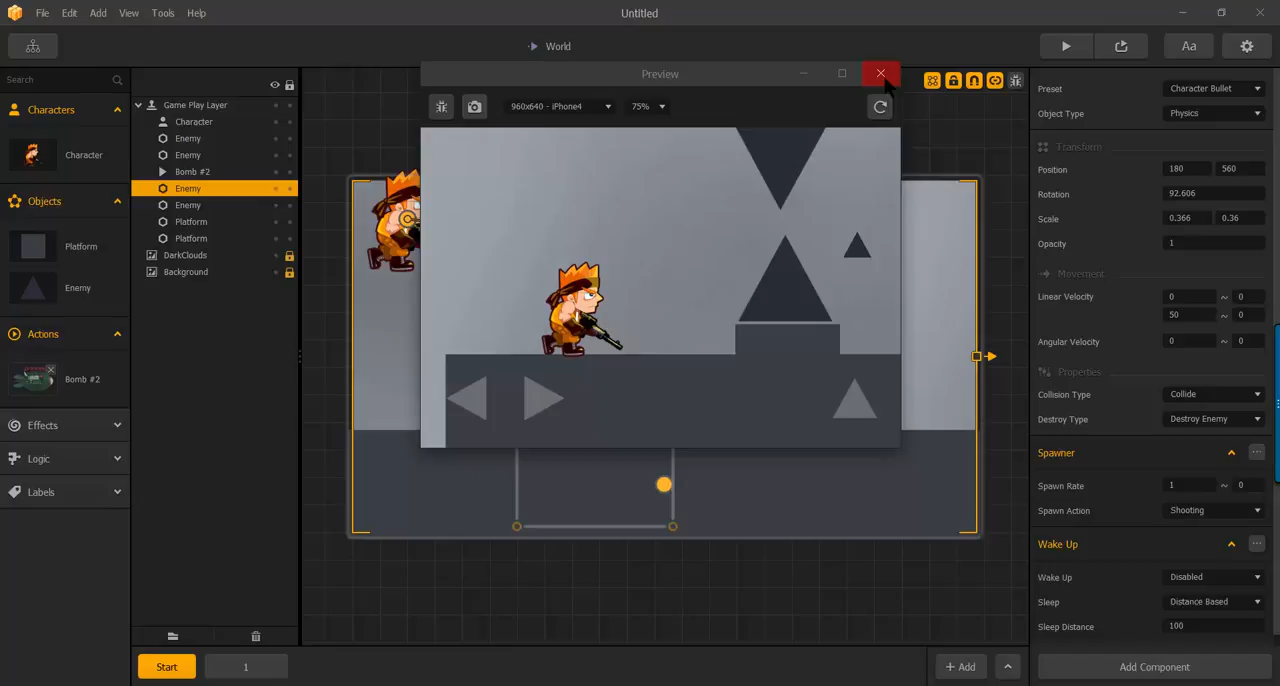 File Edit Add View Tools Help
Untitled
World
Aa
Search
Characters
Character
Objects
Platform
Enemy
Actions
Bomb #2
Effects
Logic
Labels
Game Play Layer
Character
Enemy
Enemy
Bomb #2
Enemy
Enemy
Platform
Platform
DarkClouds
Background
Preview
960x640 - iPhone4
75%
Preset Character Bullet
Object Type Physics
Transform
Position 180 560
Rotation 92.606
Scale 0.366 0.36
Opacity 1
Movement
Linear Velocity 0 ~ 0
50 ~ 0
Angular Velocity 0 ~ 0
Properties
Collision Type Collide
Destroy Type Destroy Enemy
Spawner
Spawn Rate 1 ~ 0
Spawn Action Shooting
Wake Up
Wake Up Disabled
Sleep Distance Based
Sleep Distance 100
Start
1
+ Add
Add Component